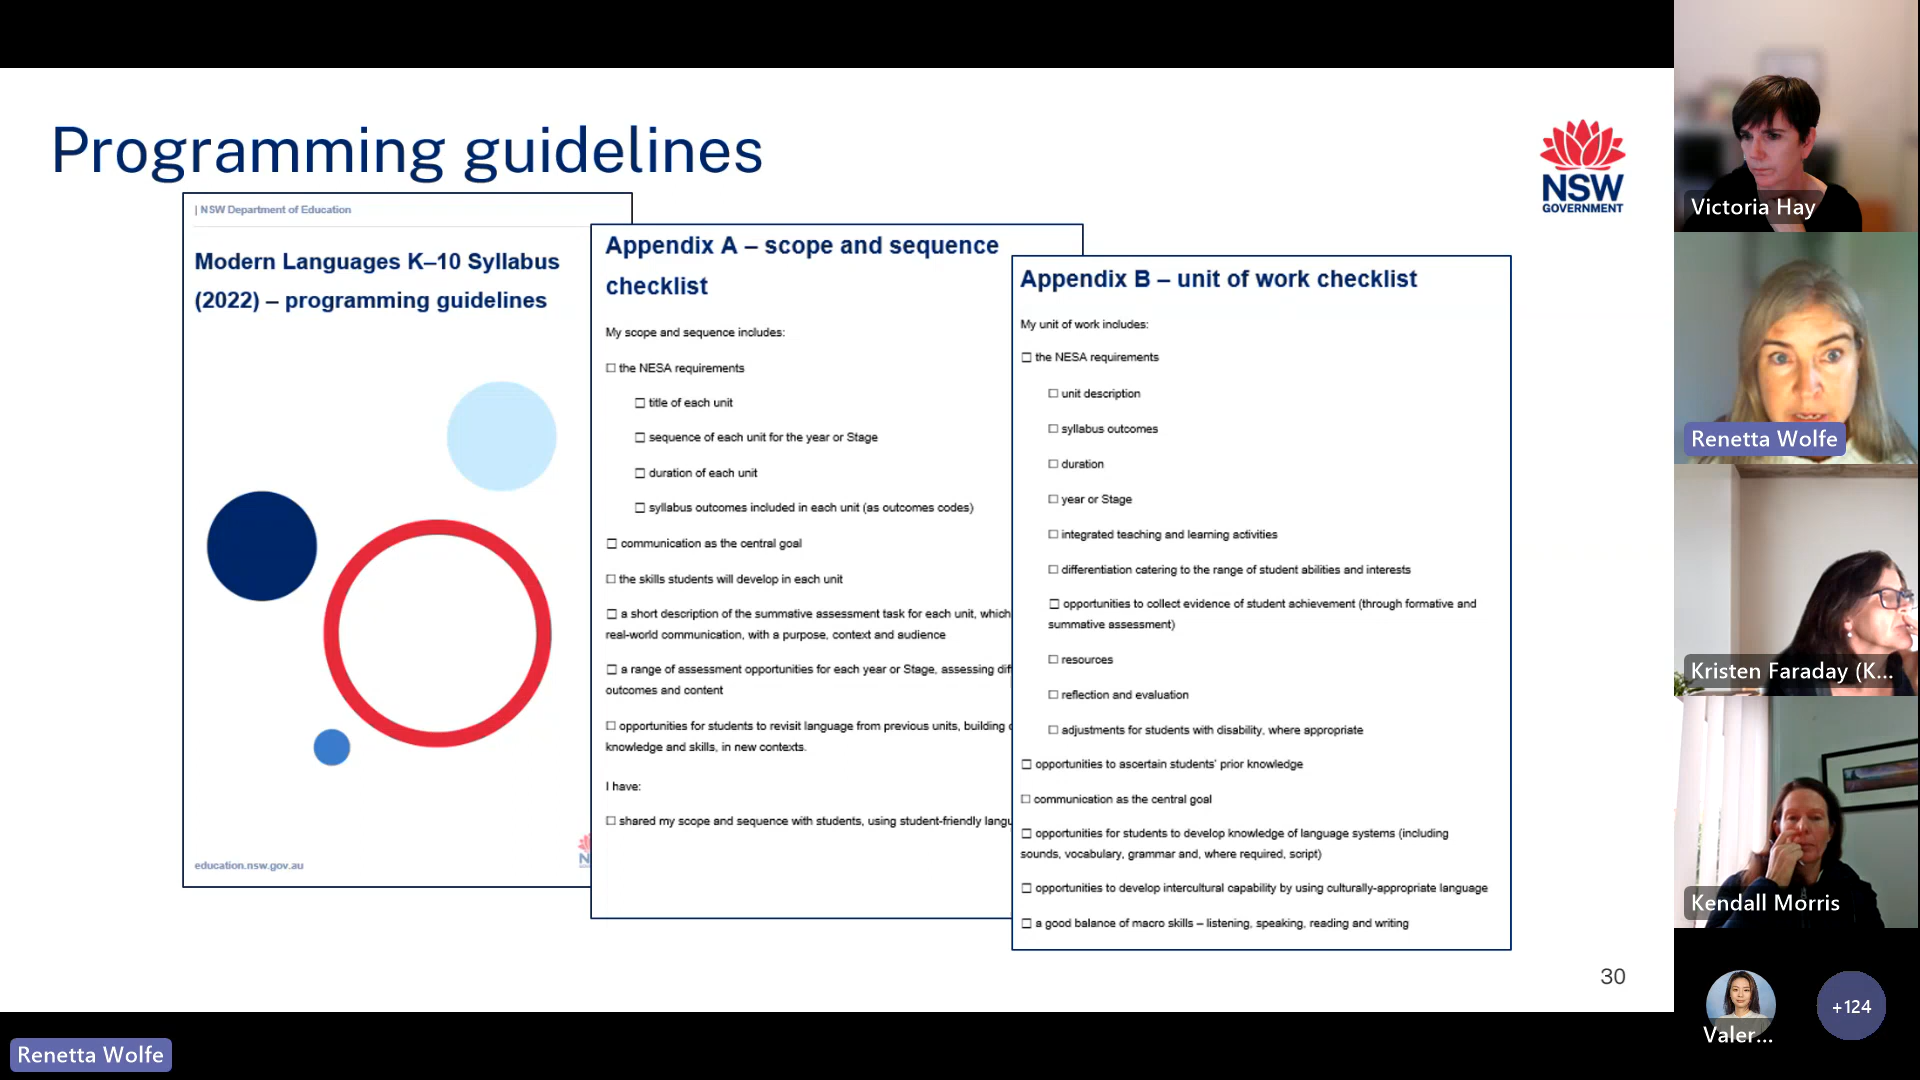 Programming guidelines
NSW
GOVERNMENT
| NSW Department of Education
Modern Languages K–10 Syllabus
(2022) – programming guidelines
education.nsw.gov.au
Appendix A – scope and sequence
checklist
My scope and sequence includes:
☐ the NESA requirements
☐ title of each unit
☐ sequence of each unit for the year or Stage
☐ duration of each unit
☐ syllabus outcomes included in each unit (as outcomes codes)
☐ communication as the central goal
☐ the skills students will develop in each unit
☐ a short description of the summative assessment task for each unit, which
real-world communication, with a purpose, context and audience
☐ a range of assessment opportunities for each year or Stage, assessing
outcomes and content
☐ opportunities for students to revisit language from previous units, building
knowledge and skills, in new contexts.
I have:
☐ shared my scope and sequence with students, using student-friendly
Appendix B – unit of work checklist
My unit of work includes:
☐ the NESA requirements
☐ unit description
☐ syllabus outcomes
☐ duration
☐ year or Stage
☐ integrated teaching and learning activities
☐ differentiation catering to the range of student abilities and interests
☐ opportunities to collect evidence of student achievement (through formative and
summative assessment)
☐ resources
☐ reflection and evaluation
☐ adjustments for students with disability, where appropriate
☐ opportunities to ascertain students' prior knowledge
☐ communication as the central goal
☐ opportunities for students to develop knowledge of language systems (including
sounds, vocabulary, grammar and, where required, script)
☐ opportunities to develop intercultural capability by using culturally-appropriate language
☐ a good balance of macro skills – listening, speaking, reading and writing
30
Victoria Hay
Renetta Wolfe
Kristen Faraday (K...
Kendall Morris
Valer...
+124
Renetta Wolfe